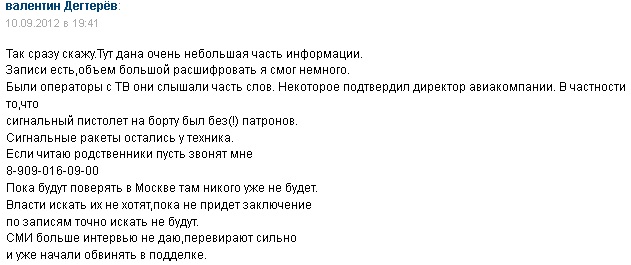 валентин Дегтерёв:
10.09.2012 в 19:41
Так сразу скажу.Тут дана очень небольшая часть информации.
Записи есть,объем большой расшифровать я смог немного.
Были операторы с ТВ они слышали часть слов. Некоторое подтвердил директор авиакомпании. В частности
то,что
сигнальный пистолет на борту был без(!) патронов.
Сигнальные ракеты остались у техника.
Если читаю родственники пусть звонят мне
8-909-016-09-00
Пока будут поверять в Москве там никого уже не будет.
Власти искать их не хотят,пока не придет заключение
по записям точно искать не будут.
СМИ больше интервью не даю,перевирают сильно
и уже начали обвинять в подделке.